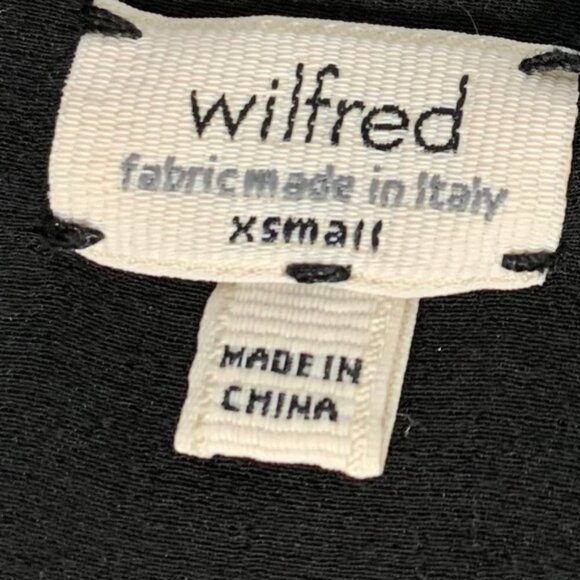 wilfred
fabric made in Italy
xsmall
MADE IN
CHINA